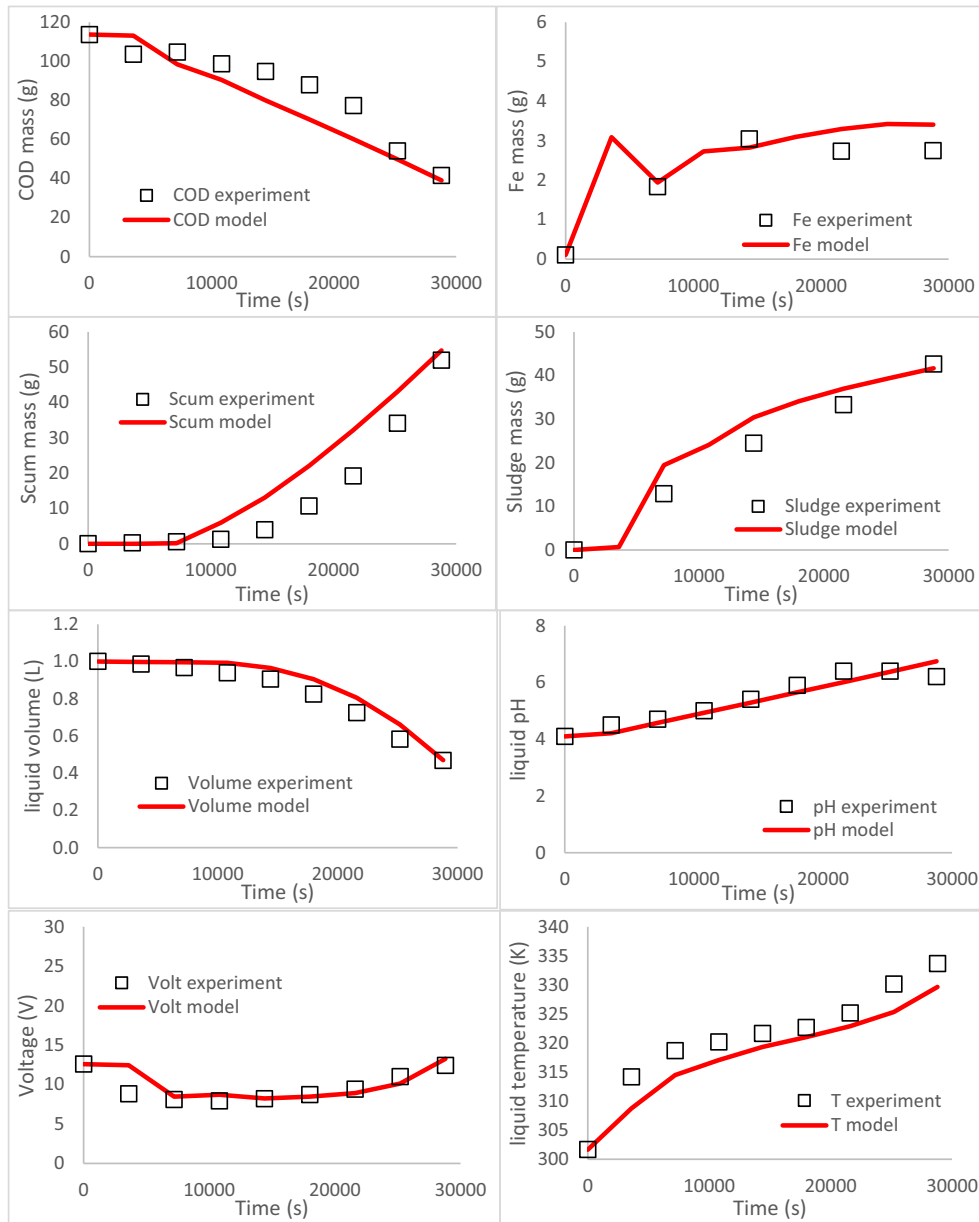 COD mass (g)
120
100
80
60
40
20
0
COD experiment
COD model
0
10000
20000
30000
Time (s)
Fe mass (g)
6
5
4
3
2
1
0
Fe experiment
Fe model
0
10000
20000
30000
Time (s)
Scum mass (g)
60
50
40
30
20
10
0
Scum experiment
Scum model
0
10000
20000
30000
Time (s)
Sludge mass (g)
50
40
30
20
10
0
Sludge experiment
Sludge model
0
10000
20000
30000
Time (s)
liquid volume (L)
1.2
1.0
0.8
0.6
0.4
0.2
0.0
Volume experiment
Volume model
0
10000
20000
30000
Time (s)
liquid pH
8
6
4
2
0
pH experiment
pH model
0
10000
20000
30000
Time (s)
Voltage (V)
30
25
20
15
10
5
0
Volt experiment
Volt model
0
10000
20000
30000
Time (s)
liquid temperature (K)
340
335
330
325
320
315
310
305
300
T experiment
T model
0
10000
20000
30000
Time (s)